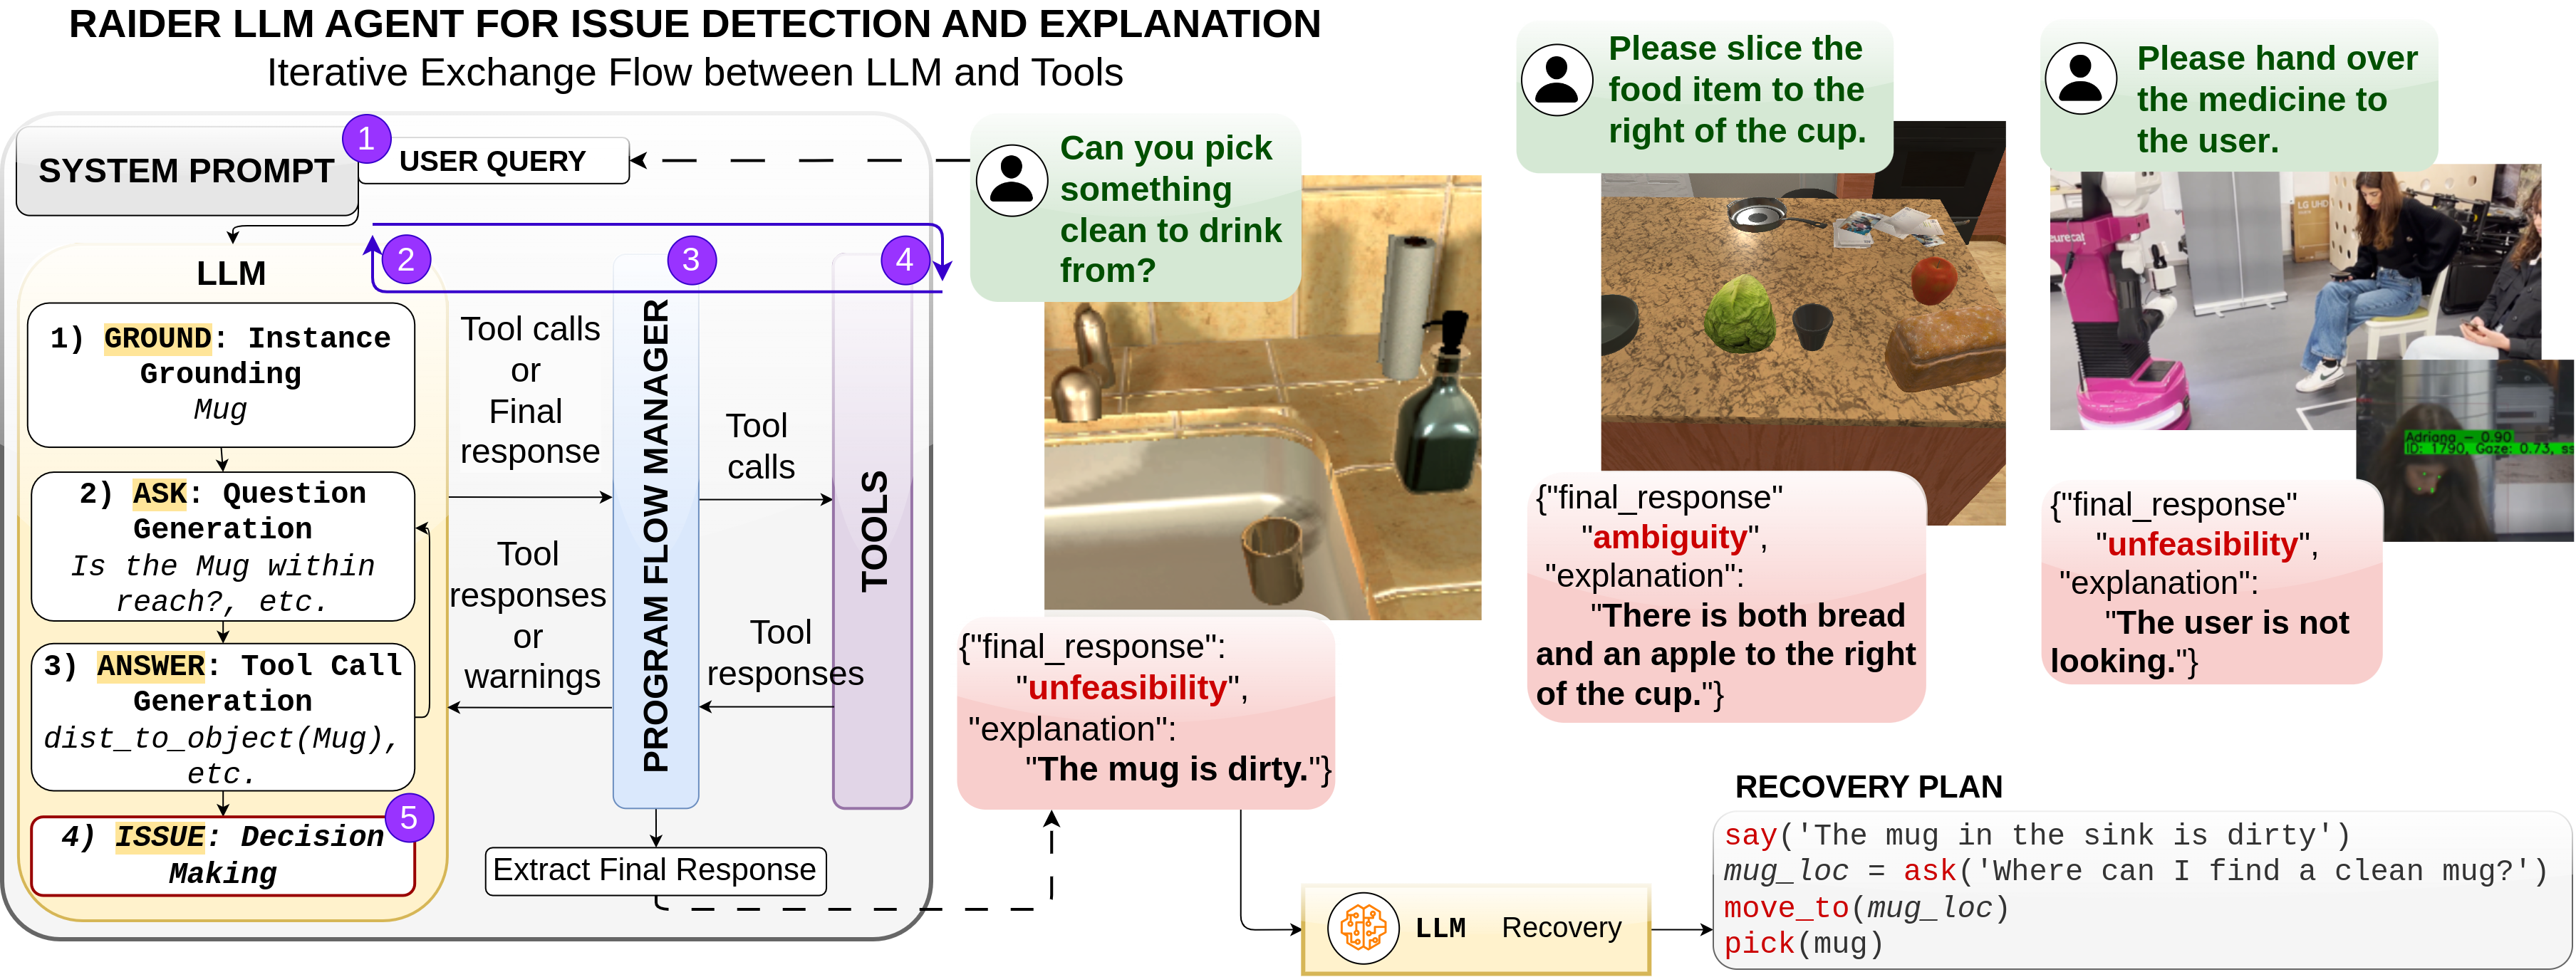 RAIDER LLM AGENT FOR ISSUE DETECTION AND EXPLANATION
Iterative Exchange Flow between LLM and Tools
SYSTEM PROMPT
1
USER QUERY
LLM
2
3
4
1) GROUND: Instance
Grounding
Mug
2) ASK: Question
Generation
Is the Mug within
reach?, etc.
3) ANSWER: Tool Call
Generation
dist_to_object(Mug),
etc.
5
4) ISSUE: Decision
Making
Tool calls
or
Final
response
Tool
responses
or
warnings
PROGRAM FLOW MANAGER
Tool
calls
Tool
responses
TOOLS
Extract Final Response
Can you pick
something
clean to drink
from?
{"final_response":
"unfeasibility",
"explanation":
"The mug is dirty."}
Please slice the
food item to the
right of the cup.
{"final_response"
"ambiguity",
"explanation":
"There is both bread
and an apple to the right
of the cup."}
Please hand over
the medicine to
the user.
eurecat
LG UHD
Adriana - 0.90
ID: 1790, Gaze: 0.73, ss
{"final_response"
"unfeasibility",
"explanation":
"The user is not
looking."}
LLM Recovery
RECOVERY PLAN
say('The mug in the sink is dirty')
mug_loc = ask('Where can I find a clean mug?')
move_to(mug_loc)
pick(mug)